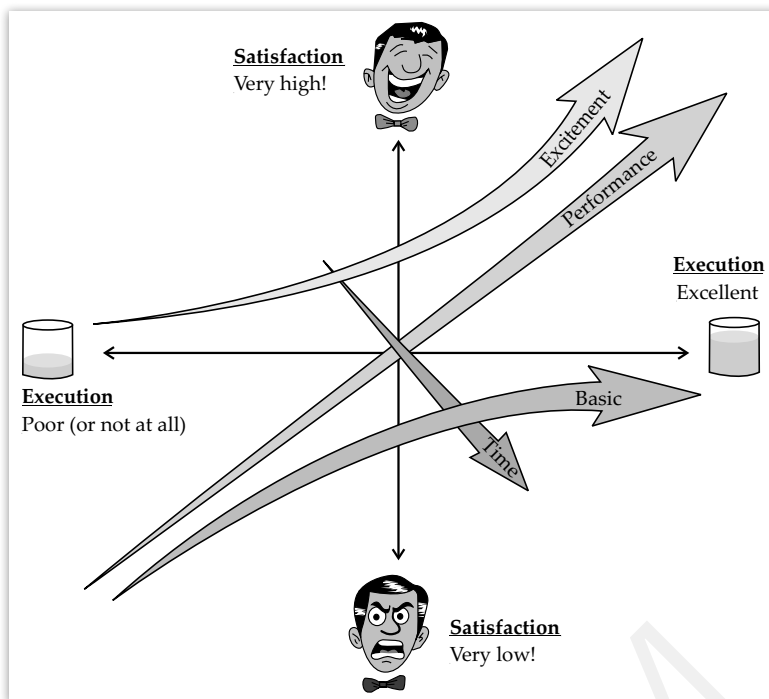 Satisfaction
Very high!
Excitement
Performance
Execution
Excellent
Execution
Poor (or not at all)
Basic
Time
Satisfaction
Very low!